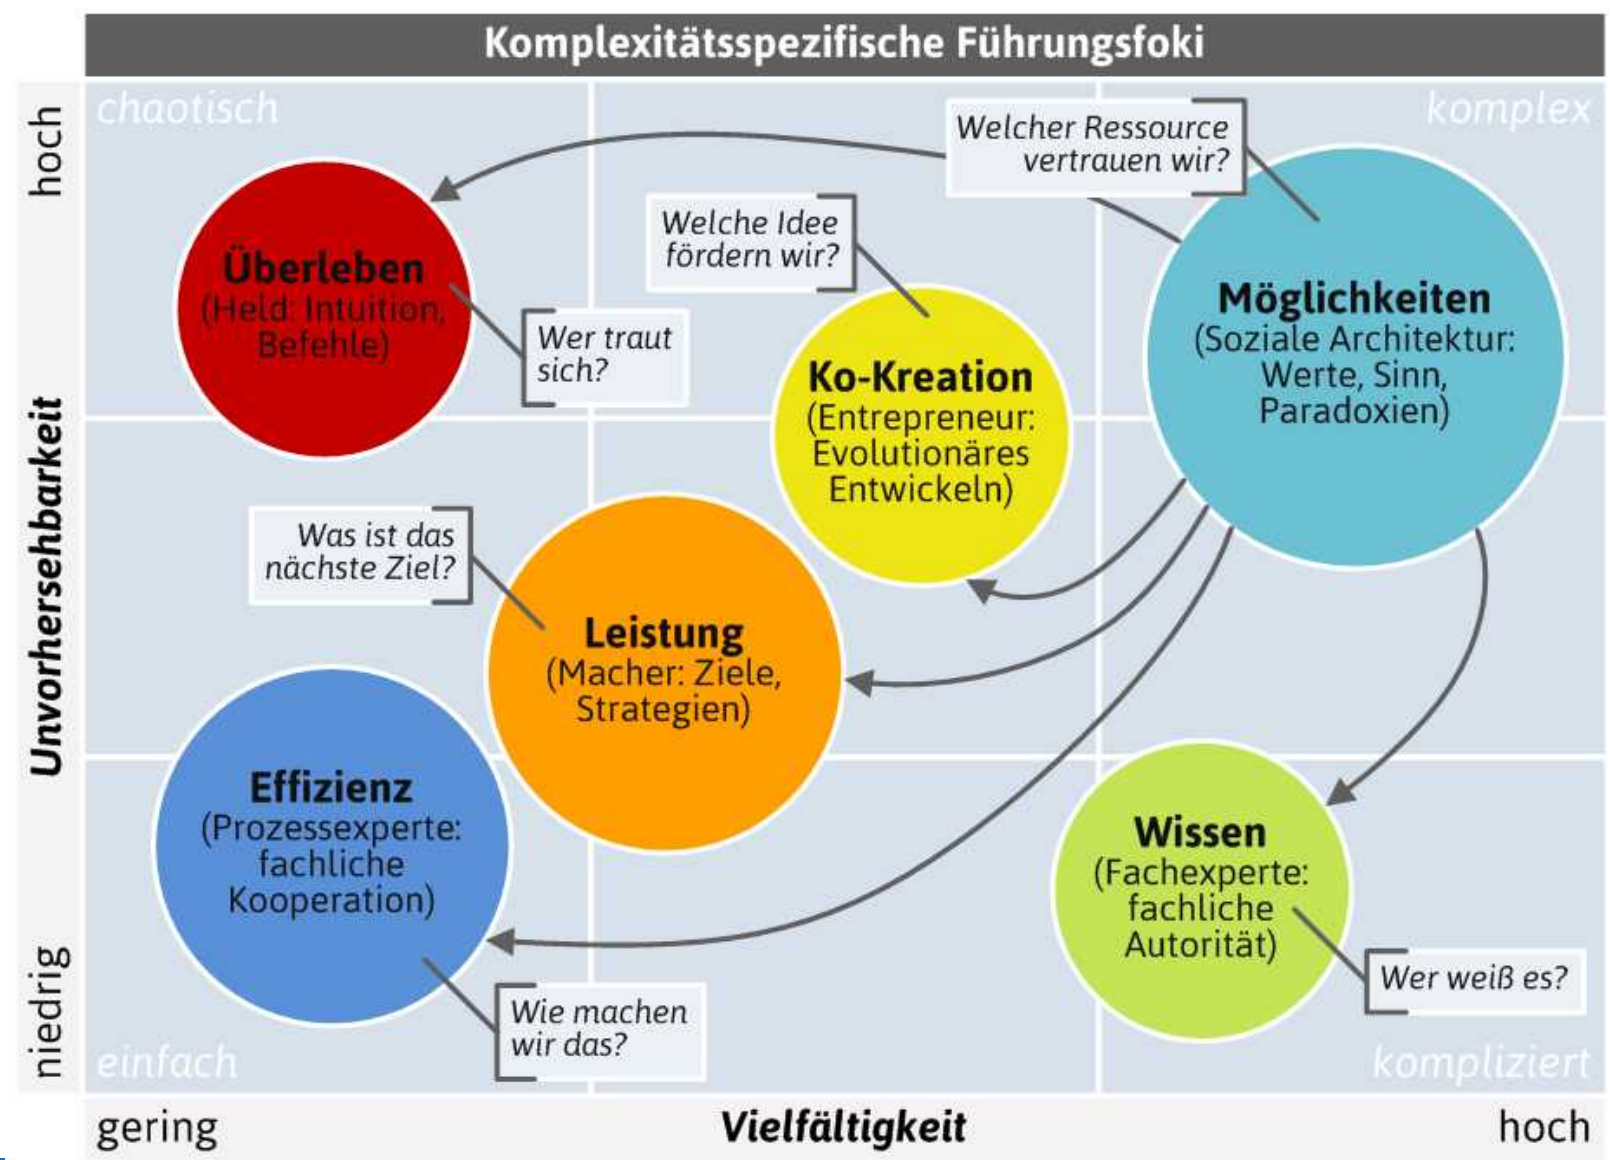 Komplexitätsspezifische Führungsfoki
chaotisch
komplex
hoch
Unvorhersehbarkeit
niedrig
Welcher Ressource
vertrauen wir?
Welche Idee
fördern wir?
Überleben
(Held: Intuition,
Befehle)
Wer traut
sich?
Möglichkeiten
(Soziale Architektur:
Werte, Sinn,
Paradoxien)
Ko-Kreation
(Entrepreneur:
Evolutionäres
Entwickeln)
Was ist das
nächste Ziel?
Leistung
(Macher: Ziele,
Strategien)
Effizienz
(Prozessexperte:
fachliche
Kooperation)
Wissen
(Fachexperte:
fachliche
Autorität)
Wer weiß es?
Wie machen
wir das?
einfach
kompliziert
gering
Vielfältigkeit
hoch